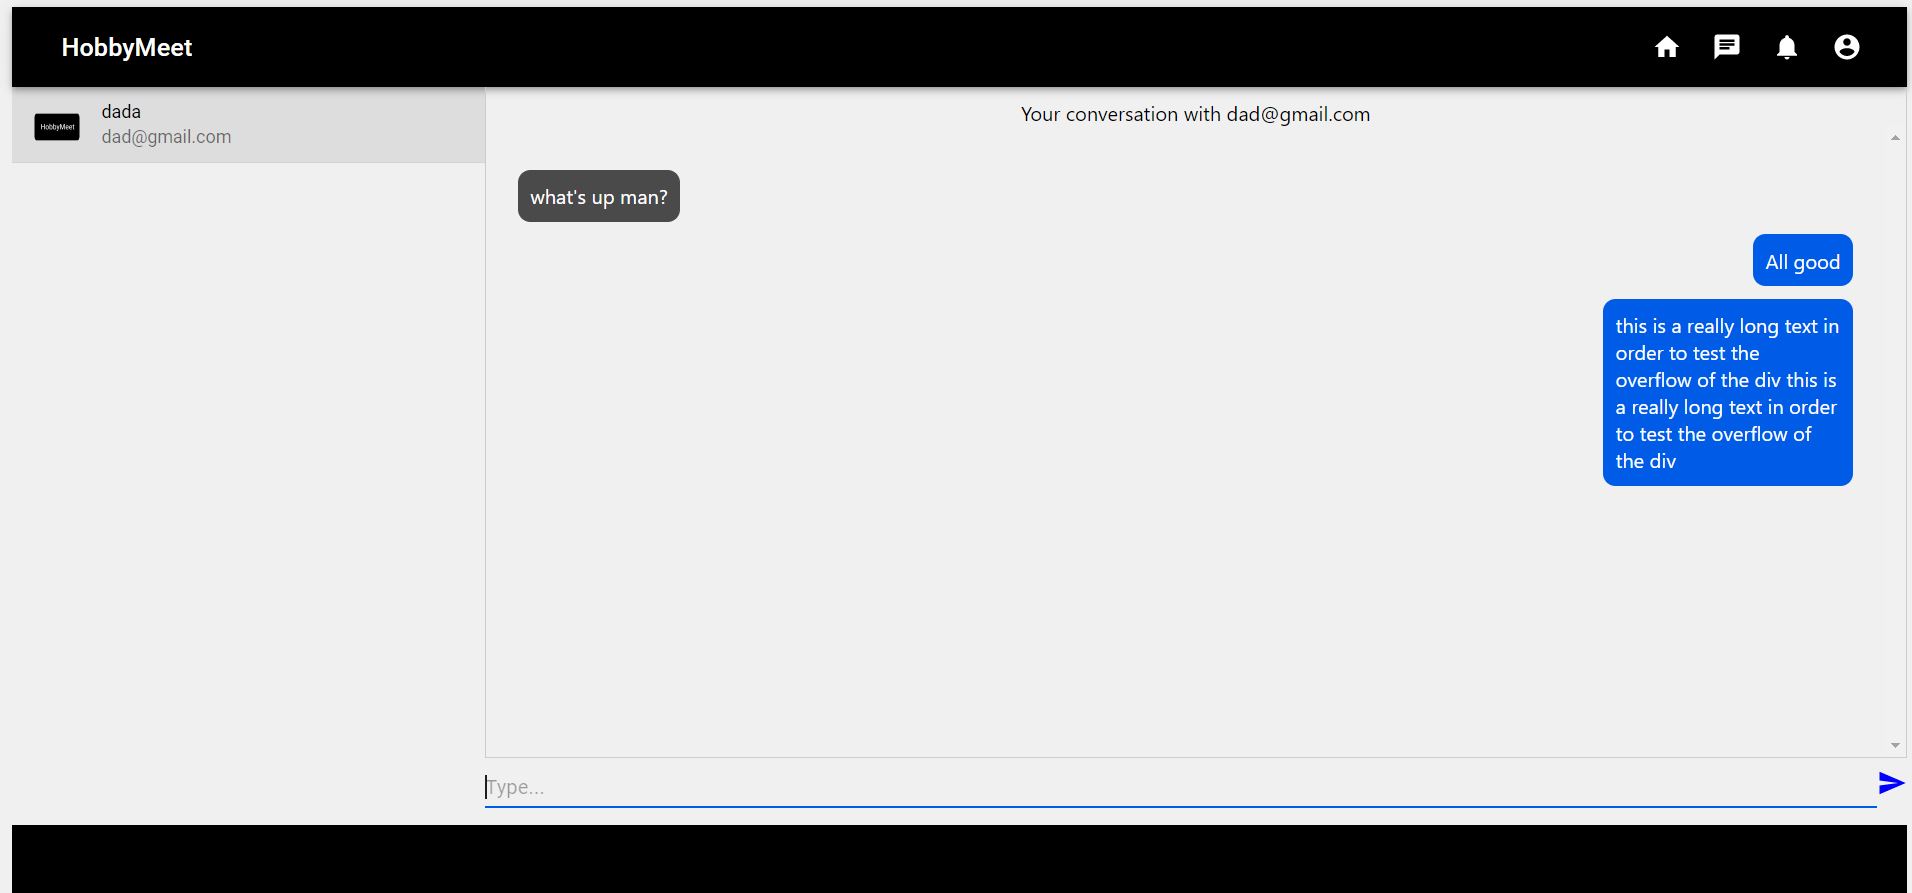 HobbyMeet
HobbyMeet
dada
dad@gmail.com
Your conversation with dad@gmail.com
what's up man?
All good
this is a really long text in
order to test the
overflow of the div this is
a really long text in order
to test the overflow of
the div
Type...